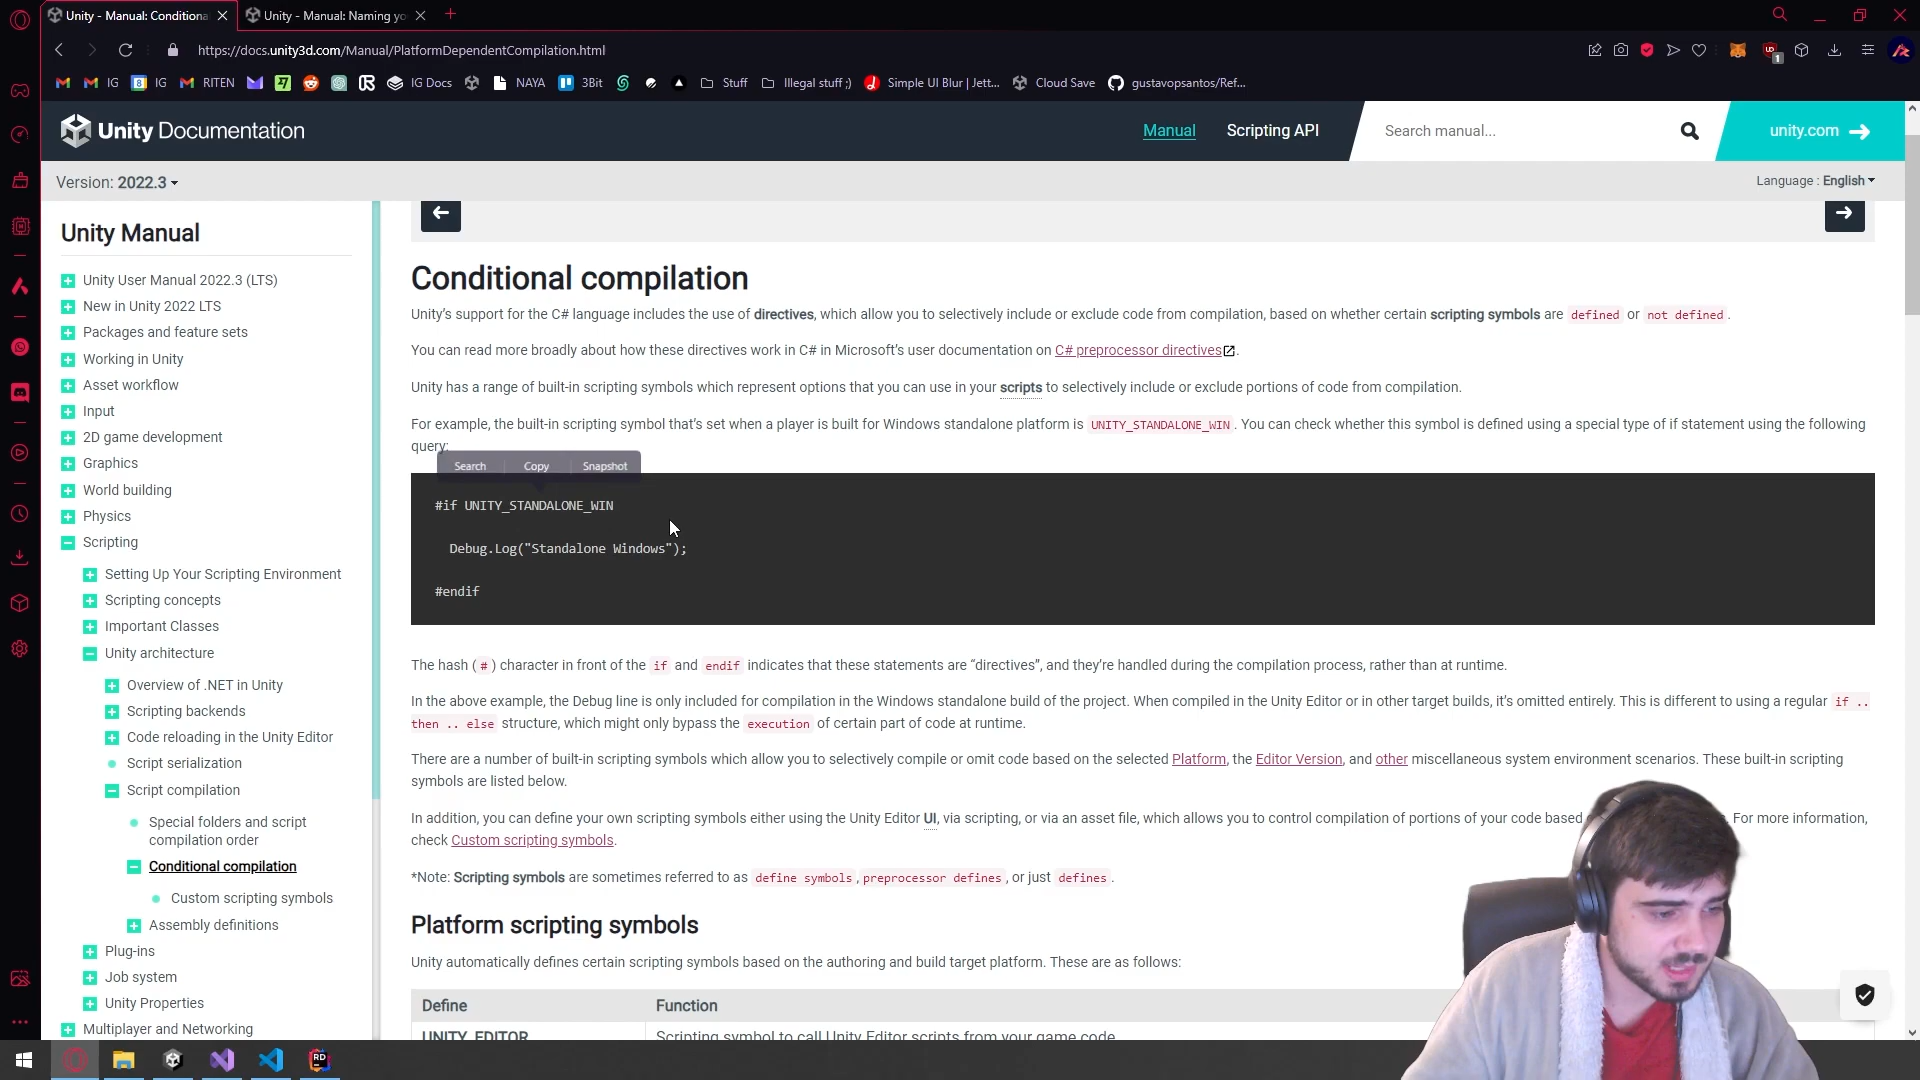 Unity - Manual: Conditiona
Unity - Manual: Naming yo
https://docs.unity3d.com/Manual/PlatformDependentCompilation.html
1
IG
IG
RITEN
IG Docs
NAYA
3Bit
Stuff
Illegal stuff ;)
Simple UI Blur | Jett...
Cloud Save
gustavopsantos/Ref...
Unity Documentation
Manual
Scripting API
Search manual...
unity.com
Version: 2022.3
Language : English
Unity Manual
Unity User Manual 2022.3 (LTS)
New in Unity 2022 LTS
Packages and feature sets
Working in Unity
Asset workflow
Input
2D game development
Graphics
World building
Physics
Scripting
Setting Up Your Scripting Environment
Scripting concepts
Important Classes
Unity architecture
Overview of .NET in Unity
Scripting backends
Code reloading in the Unity Editor
Script serialization
Script compilation
Special folders and script
compilation order
Conditional compilation
Custom scripting symbols
Assembly definitions
Plug-ins
Job system
Unity Properties
Multiplayer and Networking
Conditional compilation
Unity's support for the C# language includes the use of directives, which allow you to selectively include or exclude code from compilation, based on whether certain scripting symbols are defined or not defined.
You can read more broadly about how these directives work in C# in Microsoft's user documentation on C# preprocessor directives.
Unity has a range of built-in scripting symbols which represent options that you can use in your scripts to selectively include or exclude portions of code from compilation.
For example, the built-in scripting symbol that's set when a player is built for Windows standalone platform is UNITY_STANDALONE_WIN. You can check whether this symbol is defined using a special type of if statement using the following
query:
Search Copy Snapshot
#if UNITY_STANDALONE_WIN
Debug.Log("Standalone Windows");
#endif
The hash (#) character in front of the if and endif indicates that these statements are “directives”, and they're handled during the compilation process, rather than at runtime.
In the above example, the Debug line is only included for compilation in the Windows standalone build of the project. When compiled in the Unity Editor or in other target builds, it's omitted entirely. This is different to using a regular if ..
then .. else structure, which might only bypass the execution of certain part of code at runtime.
There are a number of built-in scripting symbols which allow you to selectively compile or omit code based on the selected Platform, the Editor Version, and other miscellaneous system environment scenarios. These built-in scripting
symbols are listed below.
In addition, you can define your own scripting symbols either using the Unity Editor UI, via scripting, or via an asset file, which allows you to control compilation of portions of your code based For more information,
check Custom scripting symbols.
*Note: Scripting symbols are sometimes referred to as define symbols, preprocessor defines, or just defines.
Platform scripting symbols
Unity automatically defines certain scripting symbols based on the authoring and build target platform. These are as follows:
Define Function
UNITY_EDITOR Scripting symbol to call Unity Editor scripts from your game code.
RD